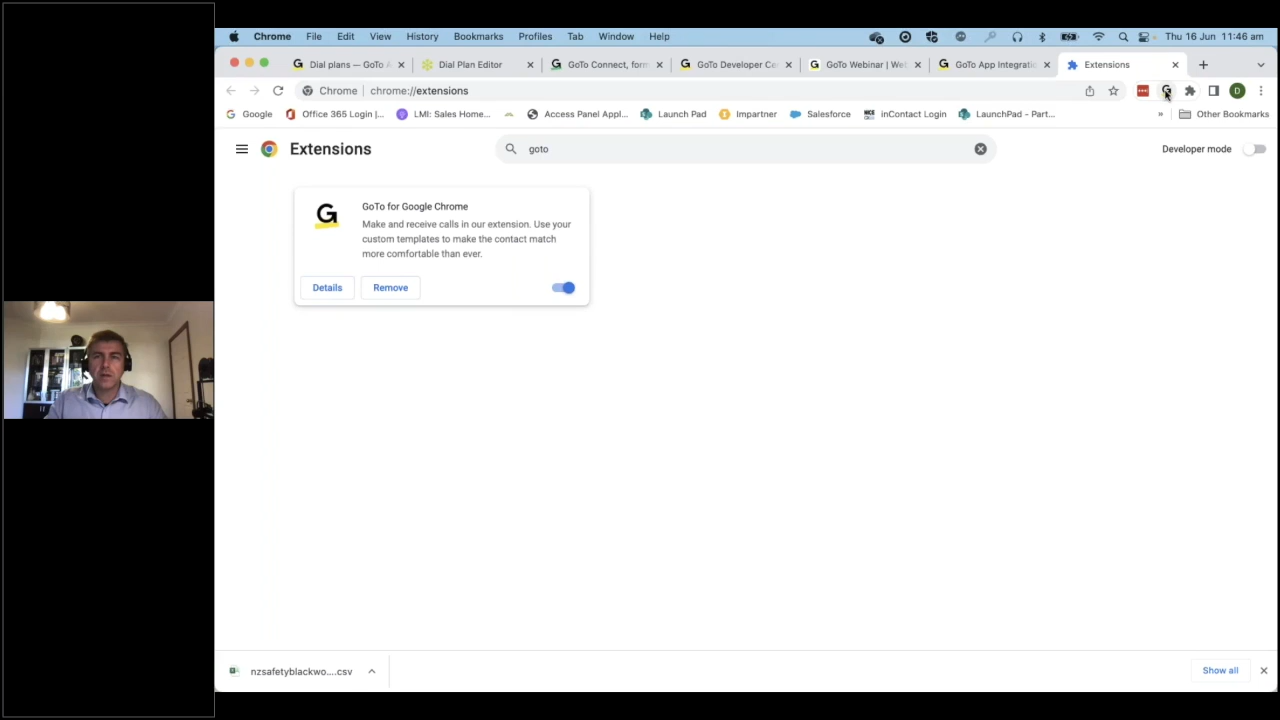 Chrome File Edit View History Bookmarks Profiles Tab Window Help Thu 16 Jun 11:46 am
Dial plans — GoTo A Dial Plan Editor GoTo Connect, form GoTo Developer Ce GoTo Webinar | Web GoTo App Integratio Extensions
Chrome | chrome://extensions D
Google Office 365 Login |... LMI: Sales Home... Access Panel Appl... Launch Pad Impartner Salesforce inContact Login LaunchPad - Part... » Other Bookmarks
Extensions goto Developer mode
GoTo for Google Chrome
Make and receive calls in our extension. Use your
custom templates to make the contact match
more comfortable than ever.
Details Remove
nzsafetyblackwo....csv Show all